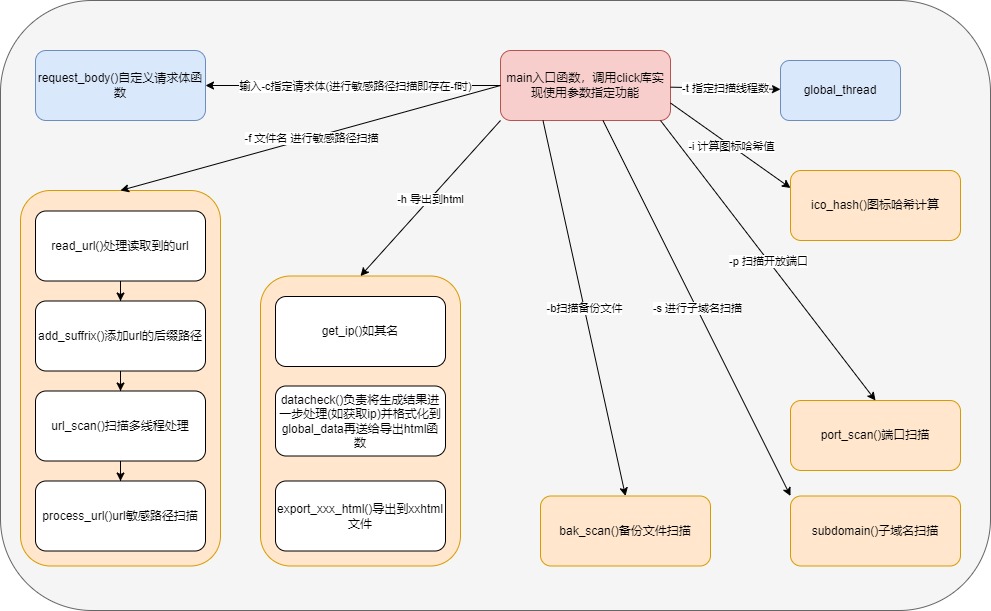 request_body()自定义请求体函
数
输入-c指定请求体(进行敏感路径扫描即存在-f时)
main入口函数，调用click库实
现使用参数指定功能
-t 指定扫描线程数
global_thread
-f 文件名 进行敏感路径扫描
-i 计算图标哈希值
ico_hash()图标哈希计算
-h 导出到html
read_url()处理读取到的url
add_suffrix()添加url的后缀路径
url_scan()扫描多线程处理
process_url()url敏感路径扫描
get_ip()如其名
datacheck()负责将生成结果进
一步处理(如获取ip)并格式化到
global_data再送给导出html函
数
export_xxx_html()导出到xxhtml
文件
-b扫描备份文件
-s 进行子域名扫描
-p 扫描开放端口
port_scan()端口扫描
bak_scan()备份文件扫描
subdomain()子域名扫描